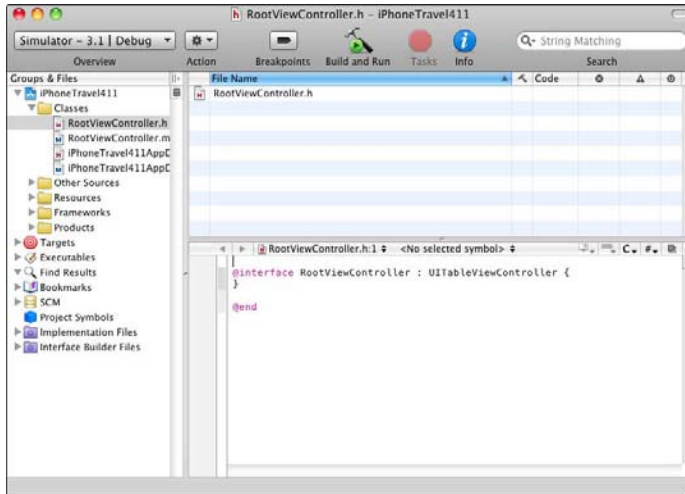 RootViewController.h - iPhoneTravel411
Simulator - 3.1 | Debug
String Matching
Overview
Action
Breakpoints
Build and Run
Tasks
Info
Search
Groups & Files
File Name
Code
iPhoneTravel411
RootViewController.h
Classes
RootViewController.h
RootViewController.m
iPhoneTravel411AppD
iPhoneTravel411AppD
Other Sources
Resources
Frameworks
Products
Targets
Executables
Find Results
Bookmarks
SCM
Project Symbols
Implementation Files
Interface Builder Files
RootViewController.h:1 <No selected symbol>
C, #,
@interface RootViewController : UITableViewController {
}
@end